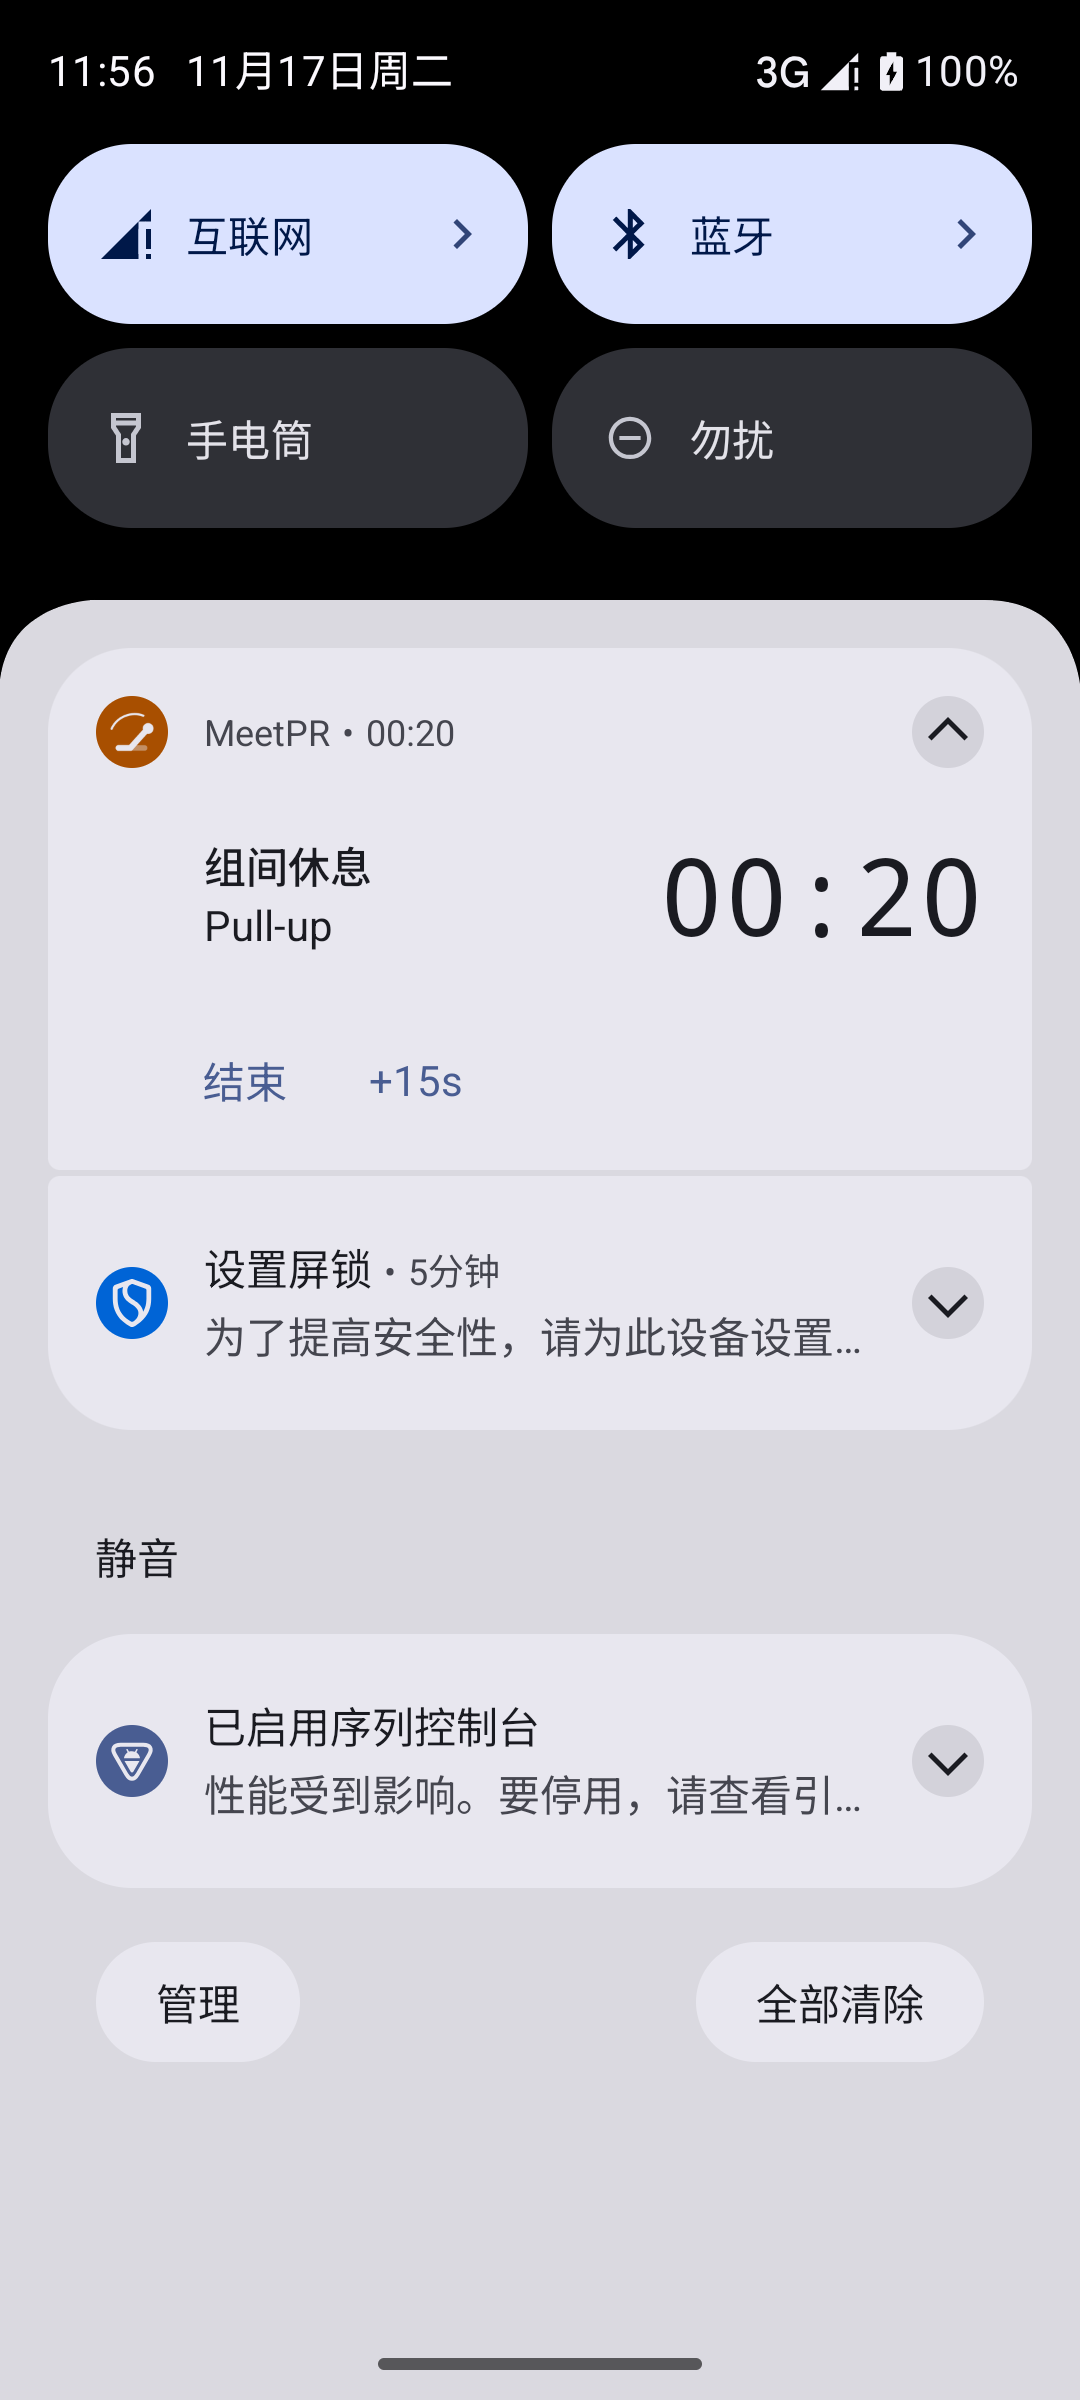 11:56 11月17日周二 3G 100%
互联网
蓝牙
手电筒
勿扰
MeetPR • 00:20
组间休息
Pull-up
00:20
结束 +15s
设置屏锁 • 5分钟
为了提高安全性，请为此设备设置…
静音
已启用序列控制台
性能受到影响。要停用，请查看引…
管理
全部清除